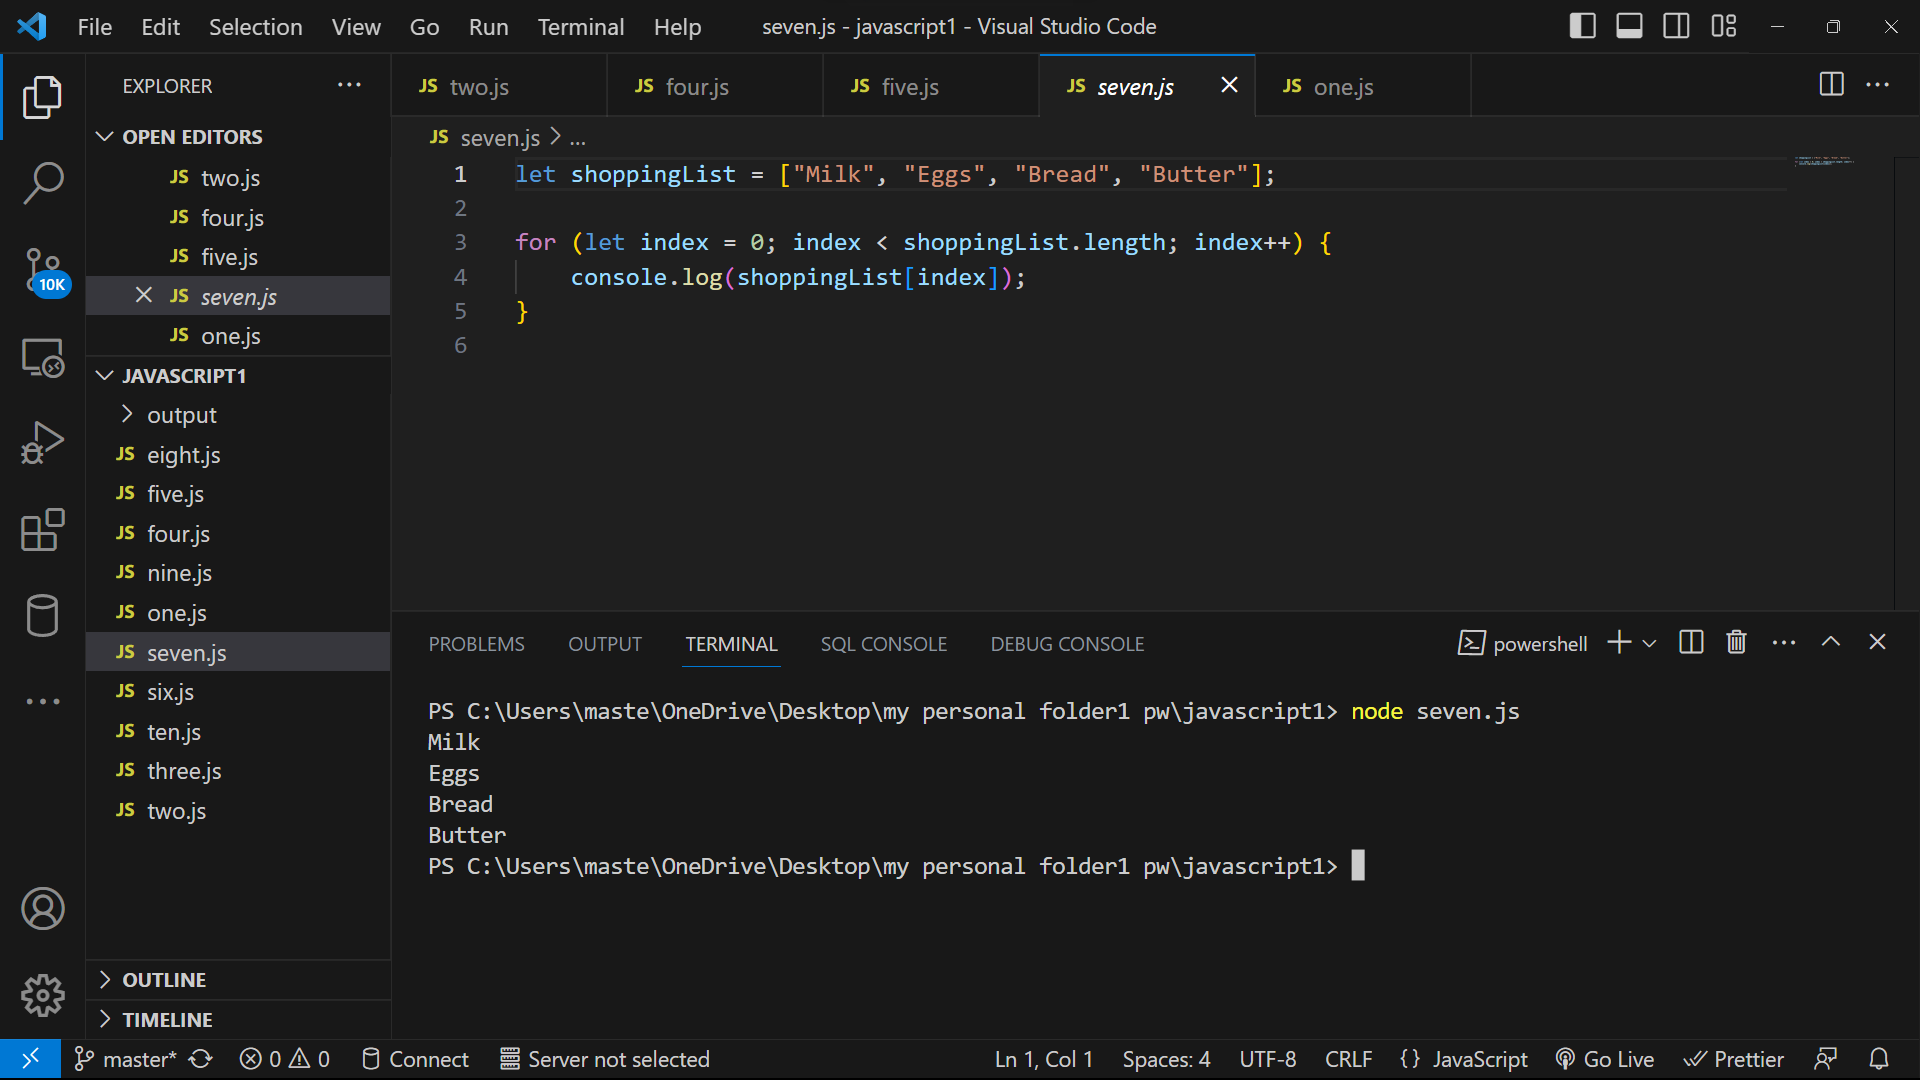 File Edit Selection View Go Run Terminal Help
seven.js - javascript1 - Visual Studio Code
EXPLORER
OPEN EDITORS
JS two.js
JS four.js
JS five.js
JS seven.js
JS one.js
10K
JAVASCRIPT1
output
JS eight.js
JS five.js
JS four.js
JS nine.js
JS one.js
JS seven.js
JS six.js
JS ten.js
JS three.js
JS two.js
OUTLINE
TIMELINE
JS two.js JS four.js JS five.js JS seven.js JS one.js
JS seven.js > ...
1 let shoppingList = ["Milk", "Eggs", "Bread", "Butter"];
2
3 for (let index = 0; index < shoppingList.length; index++) {
4 console.log(shoppingList[index]);
5 }
6
PROBLEMS OUTPUT TERMINAL SQL CONSOLE DEBUG CONSOLE powershell
PS C:\Users\maste\OneDrive\Desktop\my personal folder1 pw\javascript1> node seven.js
Milk
Eggs
Bread
Butter
PS C:\Users\maste\OneDrive\Desktop\my personal folder1 pw\javascript1>
master* 0 0 Connect Server not selected Ln 1, Col 1 Spaces: 4 UTF-8 CRLF {} JavaScript Go Live Prettier